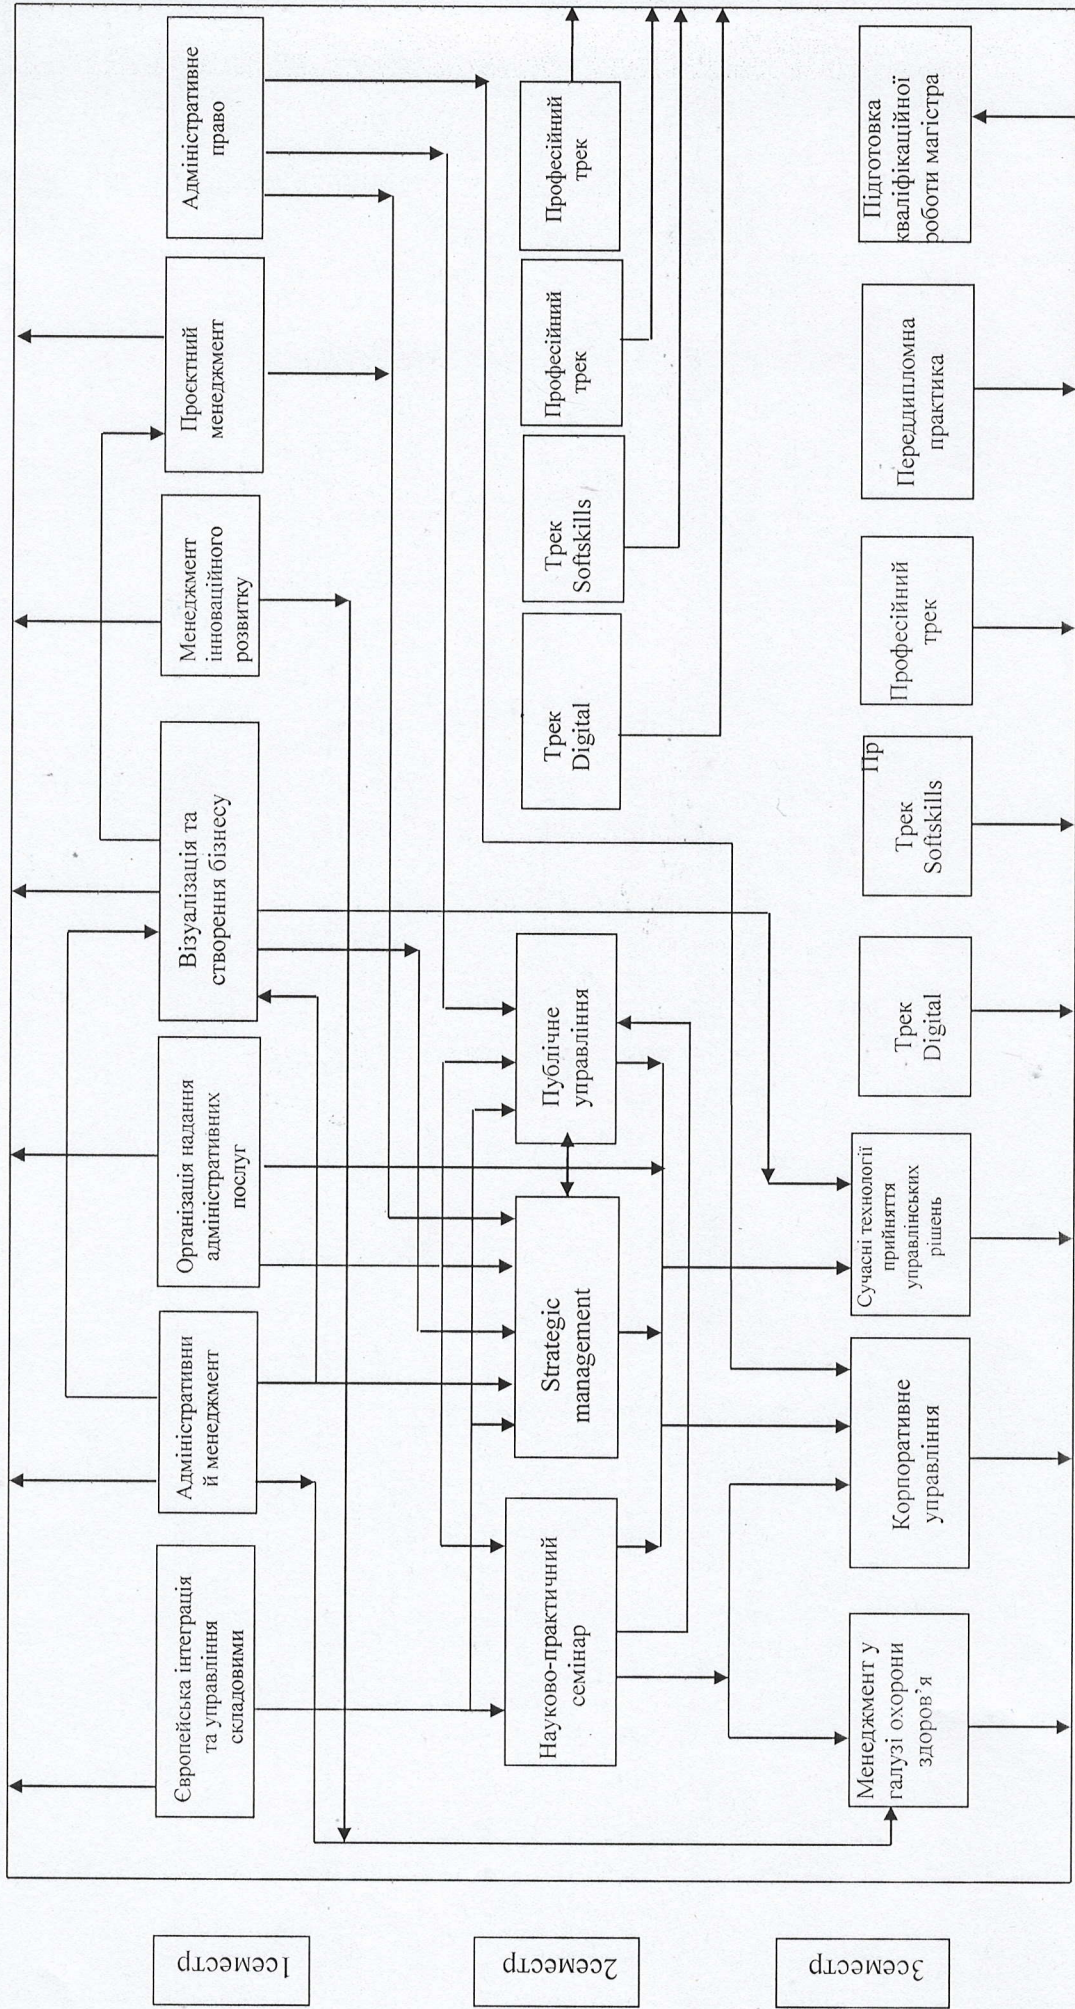 1семестр
Європейська інтеграція
та управління
складовими
Адміністративни
й менеджмент
Організація надання
адміністративних
послуг
Візуалізація та
створення бізнесу
Менеджмент
інноваційного
розвитку
Проєктний
менеджмент
Адміністративне
право
2семестр
Науково-практичний
семінар
Strategic
management
Публічне
управління
Трек
Digital
Трек
Softskills
Професійний
трек
Професійний
трек
3семестр
Менеджмент у
галузі охорони
здоров'я
Корпоративне
управління
Сучасні технології
прийняття
управлінських
рішень
Трек
Digital
Пр
Трек
Softskills
Професійний
трек
Переддипломна
практика
Підготовка
кваліфікаційної
роботи магістра